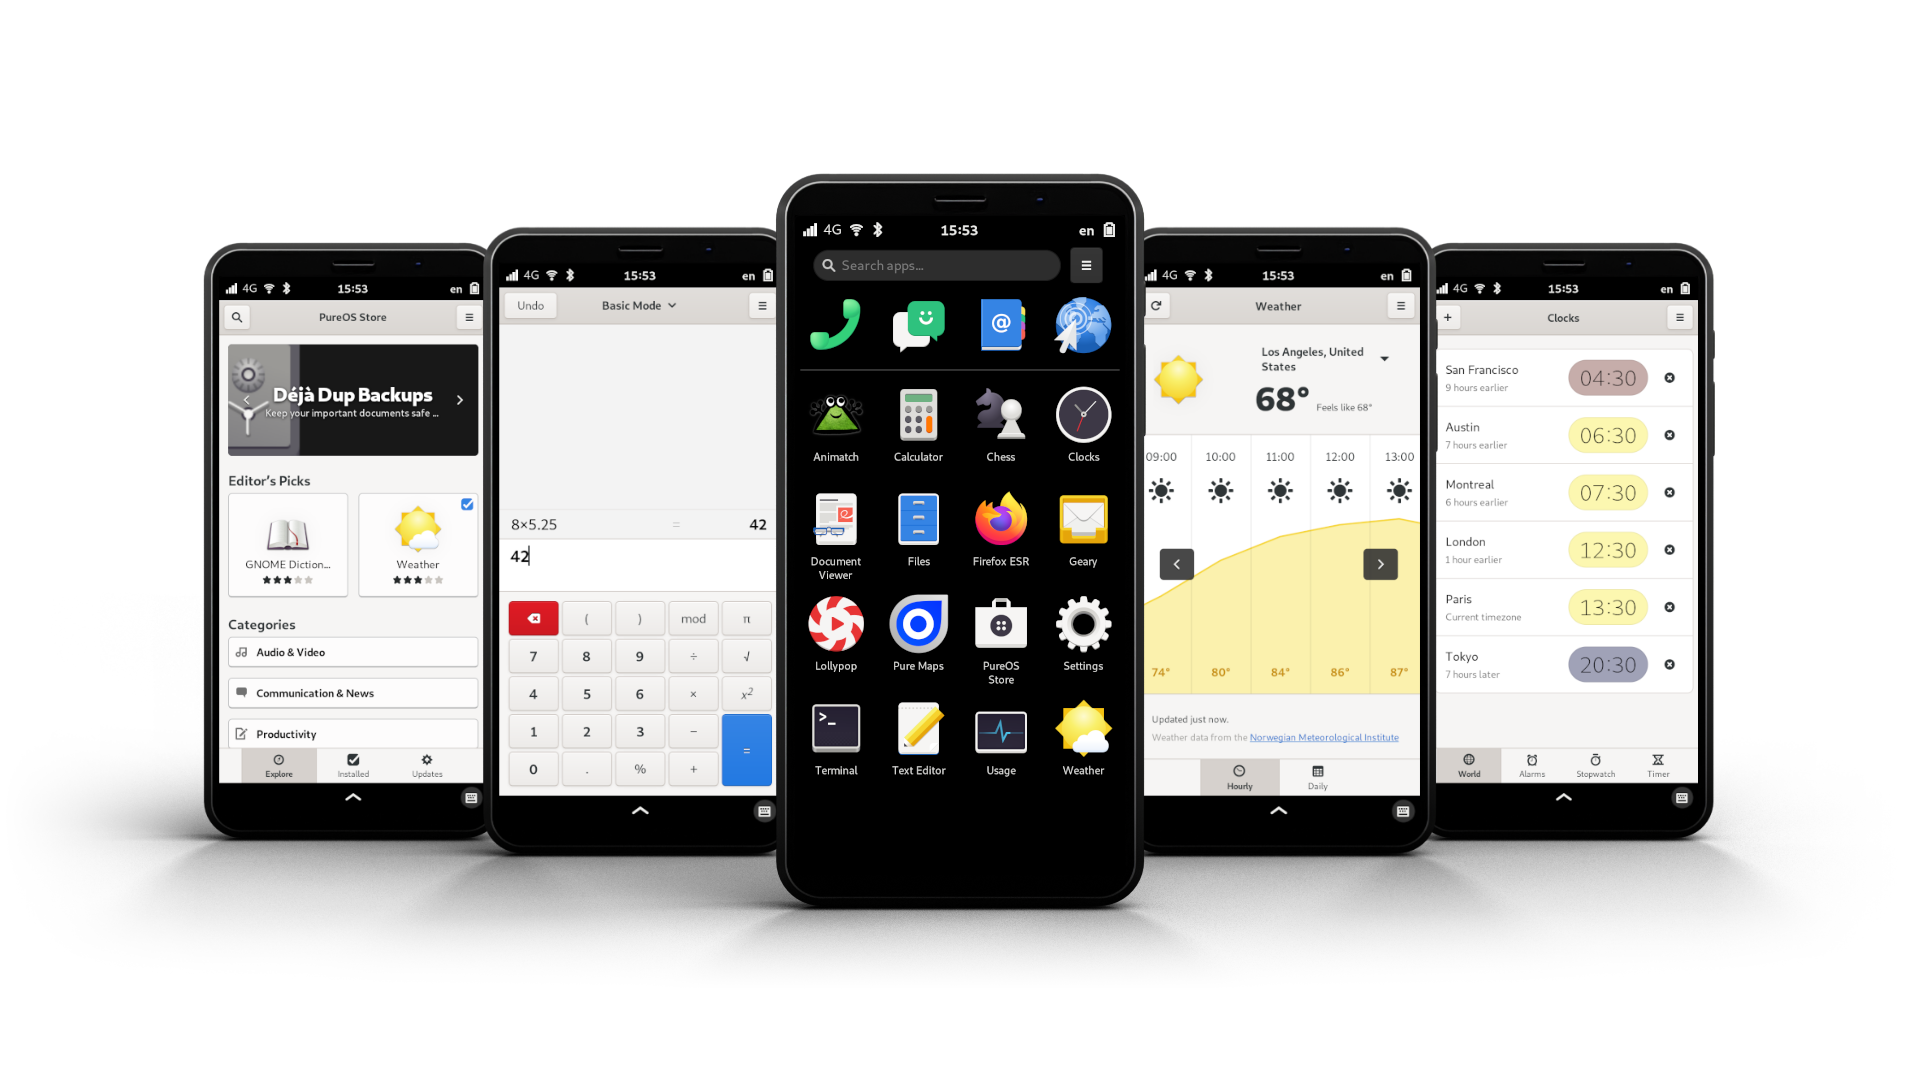 4G 15:53 en
PureOS Store
Déjà Dup Backups
Keep your important documents safe ...
Editor's Picks
GNOME Diction...
Weather
Categories
Audio & Video
Communication & News
Productivity
Explore Installed Updates
4G 15:53 en
Undo Basic Mode
8×5.25 = 42
42
( ) mod π
7 8 9 ÷ √
4 5 6 × x²
1 2 3 −
=
0 . % +
4G 15:53 en
Search apps...
@
Animatch Calculator Chess Clocks
Document Viewer
Files Firefox ESR Geary
Lollypop Pure Maps PureOS Store
Settings
>_
Terminal Text Editor Usage Weather
4G 15:53 en
Weather
Los Angeles, United
States
68°
Feels like 68°
09:00 10:00 11:00 12:00 13:00
74° 80° 84° 86° 87°
Updated just now.
Weather data from the Norwegian Meteorological Institute
Hourly Daily
4G 15:53 en
+ Clocks
San Francisco
9 hours earlier
04:30
Austin
7 hours earlier
06:30
Montreal
6 hours earlier
07:30
London
1 hour earlier
12:30
Paris
Current timezone
13:30
Tokyo
7 hours later
20:30
World Alarms Stopwatch Timer